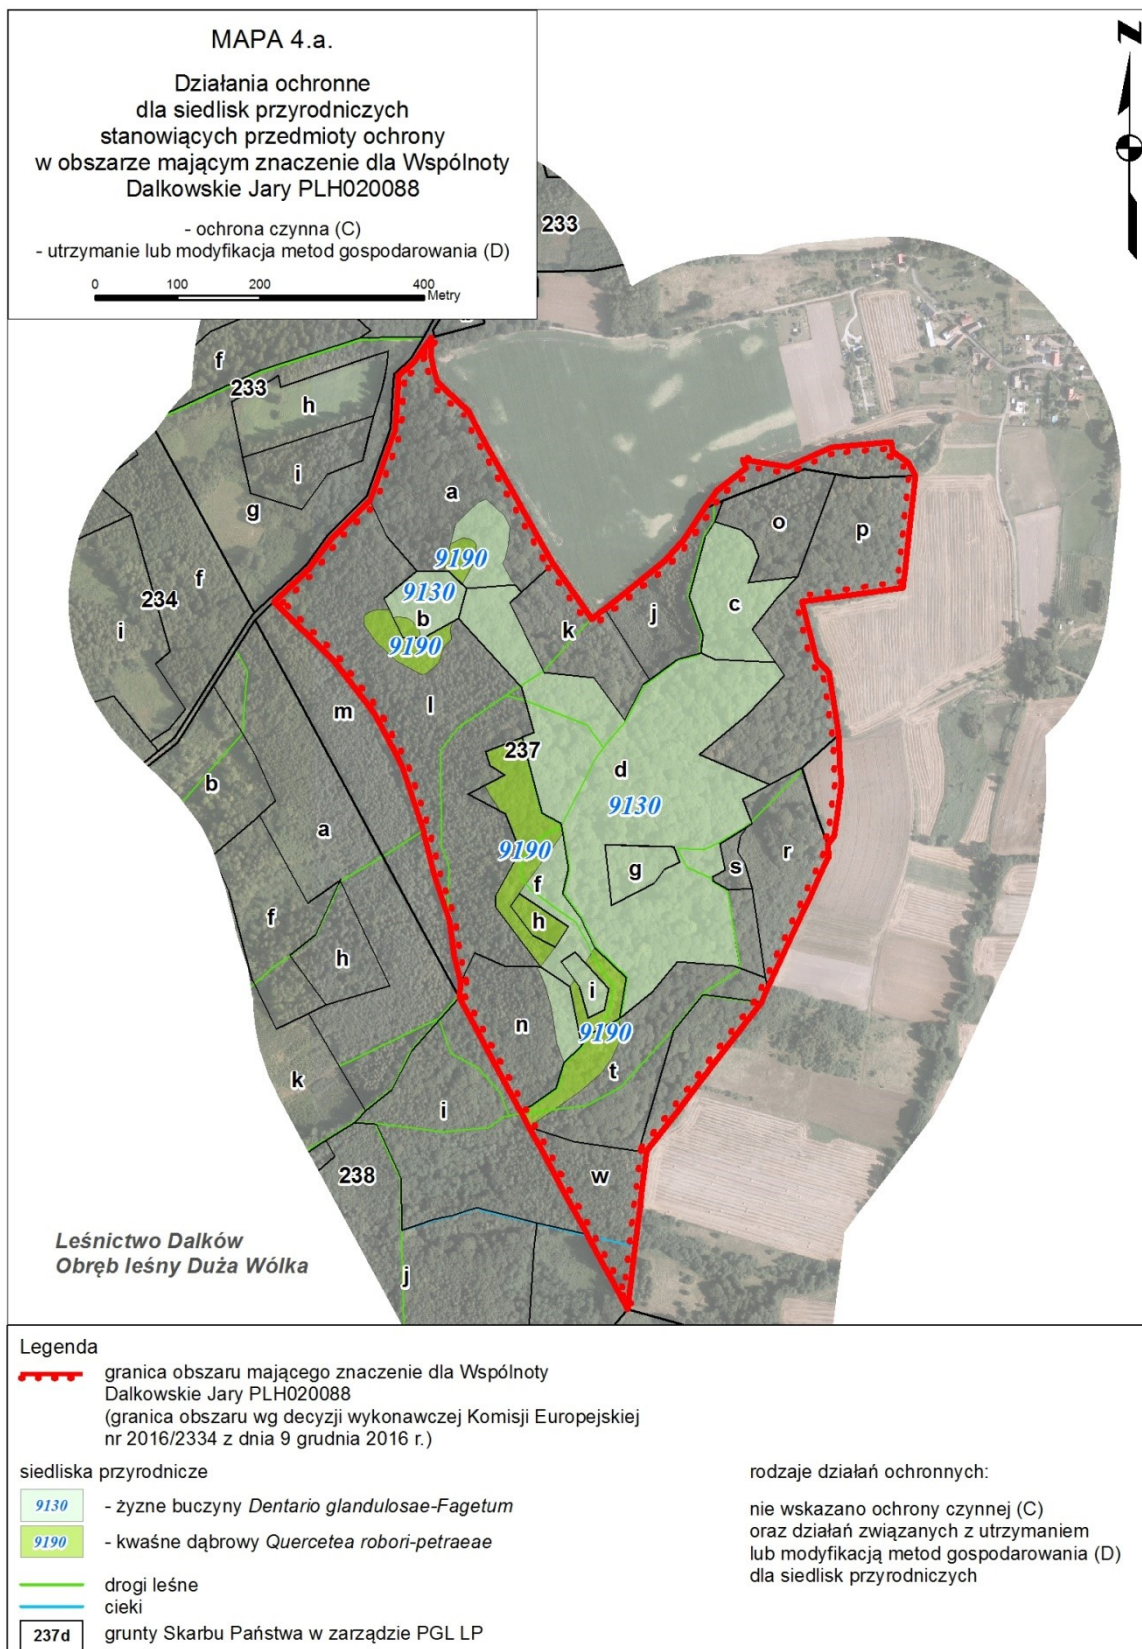 MAPA 4.a.
Działania ochronne
dla siedlisk przyrodniczych
stanowiących przedmioty ochrony
w obszarze mającym znaczenie dla Wspólnoty
Dalkowskie Jary PLH020088
- ochrona czynna (C)
- utrzymanie lub modyfikacja metod gospodarowania (D)
0 100 200 400
Metry
N
233
f
233
h
i
g
a
o
p
9190
f
9130
234
b
c
i
9190
k
j
m
l
237
d
b
9130
a
9190
g
s
r
f
f
h
h
i
n
9190
k
t
i
w
238
j
Leśnictwo Dalków
Obręb leśny Duża Wólka
Legenda
granica obszaru mającego znaczenie dla Wspólnoty
Dalkowskie Jary PLH020088
(granica obszaru wg decyzji wykonawczej Komisji Europejskiej
nr 2016/2334 z dnia 9 grudnia 2016 r.)
siedliska przyrodnicze
9130 - żyzne buczyny Dentario glandulosae-Fagetum
9190 - kwaśne dąbrowy Quercetea robori-petraeae
drogi leśne
cieki
237d grunty Skarbu Państwa w zarządzie PGL LP
rodzaje działań ochronnych:
nie wskazano ochrony czynnej (C)
oraz działań związanych z utrzymaniem
lub modyfikacją metod gospodarowania (D)
dla siedlisk przyrodniczych